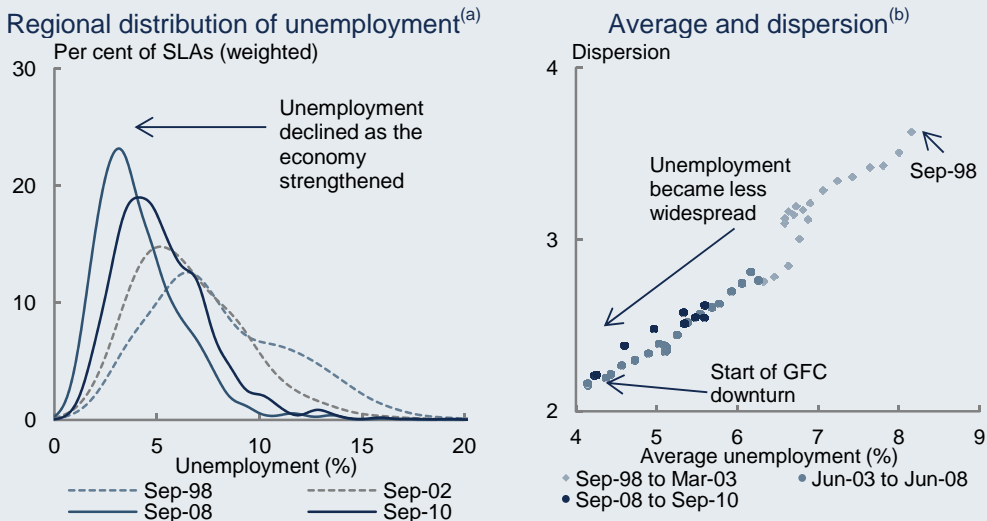 Regional distribution of unemployment(a)
Per cent of SLAs (weighted)
30
20
10
0
Unemployment
declined as the
economy
strengthened
0
5
10
15
20
Unemployment (%)
Sep-98
Sep-02
Sep-08
Sep-10
Average and dispersion(b)
Dispersion
4
3
2
Unemployment
became less
widespread
Sep-98
Start of GFC
downturn
4
5
6
7
8
9
Average unemployment (%)
Sep-98 to Mar-03
Jun-03 to Jun-08
Sep-08 to Sep-10